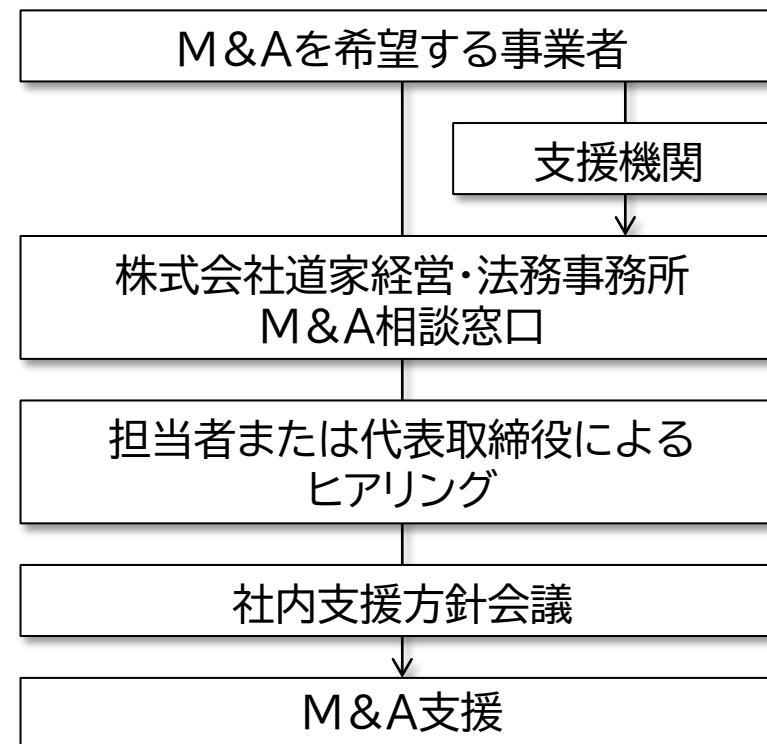 Ｍ＆Ａを希望する事業者
支援機関
株式会社道家経営・法務事務所
Ｍ＆Ａ相談窓口
担当者または代表取締役による
ヒアリング
社内支援方針会議
Ｍ＆Ａ支援